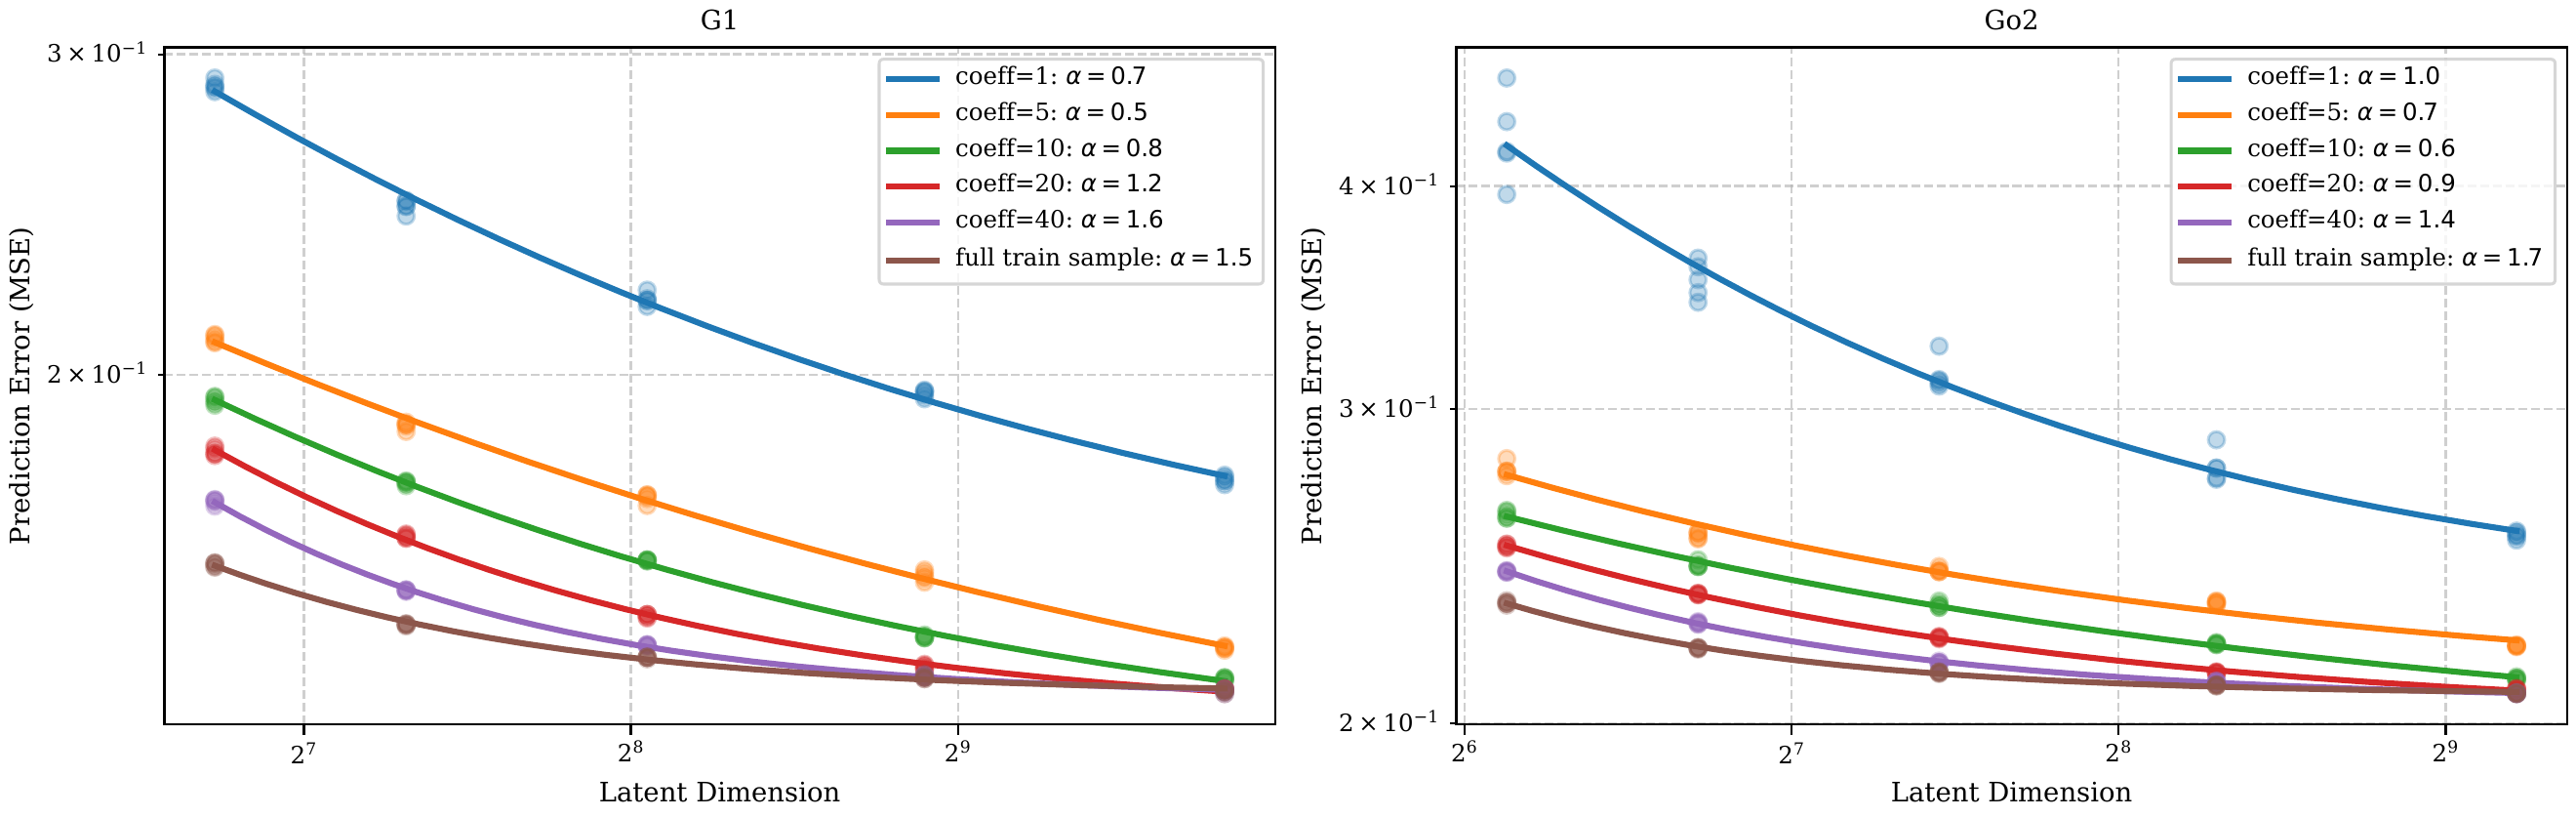 G1
Prediction Error (MSE)
3 × 10⁻¹
2 × 10⁻¹
coeff=1: α = 0.7
coeff=5: α = 0.5
coeff=10: α = 0.8
coeff=20: α = 1.2
coeff=40: α = 1.6
full train sample: α = 1.5
2⁷
2⁸
2⁹
Latent Dimension
Go2
Prediction Error (MSE)
4 × 10⁻¹
3 × 10⁻¹
2 × 10⁻¹
coeff=1: α = 1.0
coeff=5: α = 0.7
coeff=10: α = 0.6
coeff=20: α = 0.9
coeff=40: α = 1.4
full train sample: α = 1.7
2⁶
2⁷
2⁸
2⁹
Latent Dimension